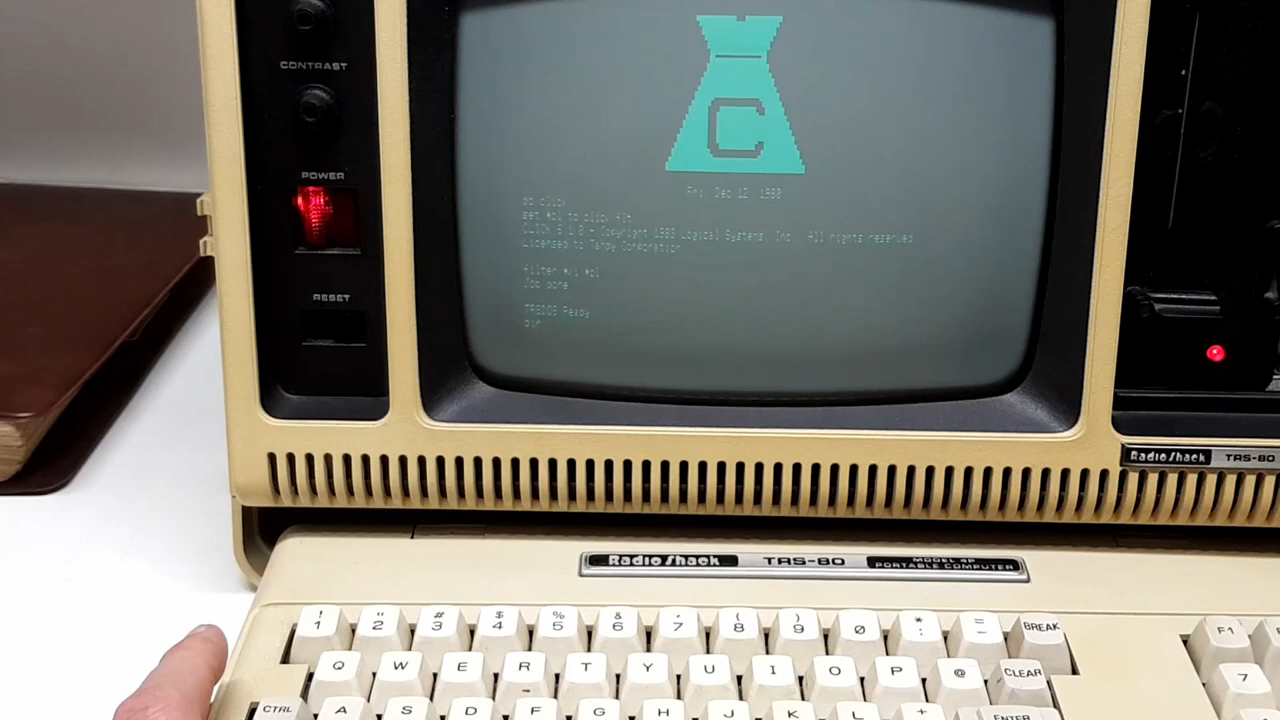 CONTRAST
POWER
RESET
C
Fri, Dec 12, 1980
do click
set *cl to click/flt
CLICK 6.1.0 - Copyright 1986 Logical Systems, Inc. All rights reserved
Licensed to Tandy Corporation
filter *ki *cl
Job done
TRSDOS Ready
dir
Radio Shack TRS-80
Radio Shack TRS-80 MODEL 4P
PORTABLE COMPUTER
! " # $ % & ' ( ) * =
1 2 3 4 5 6 7 8 9 0 : - BREAK F1
Q W E R T Y U I O P @ CLEAR 7
CTRL A S D F G H J K L + ENTER